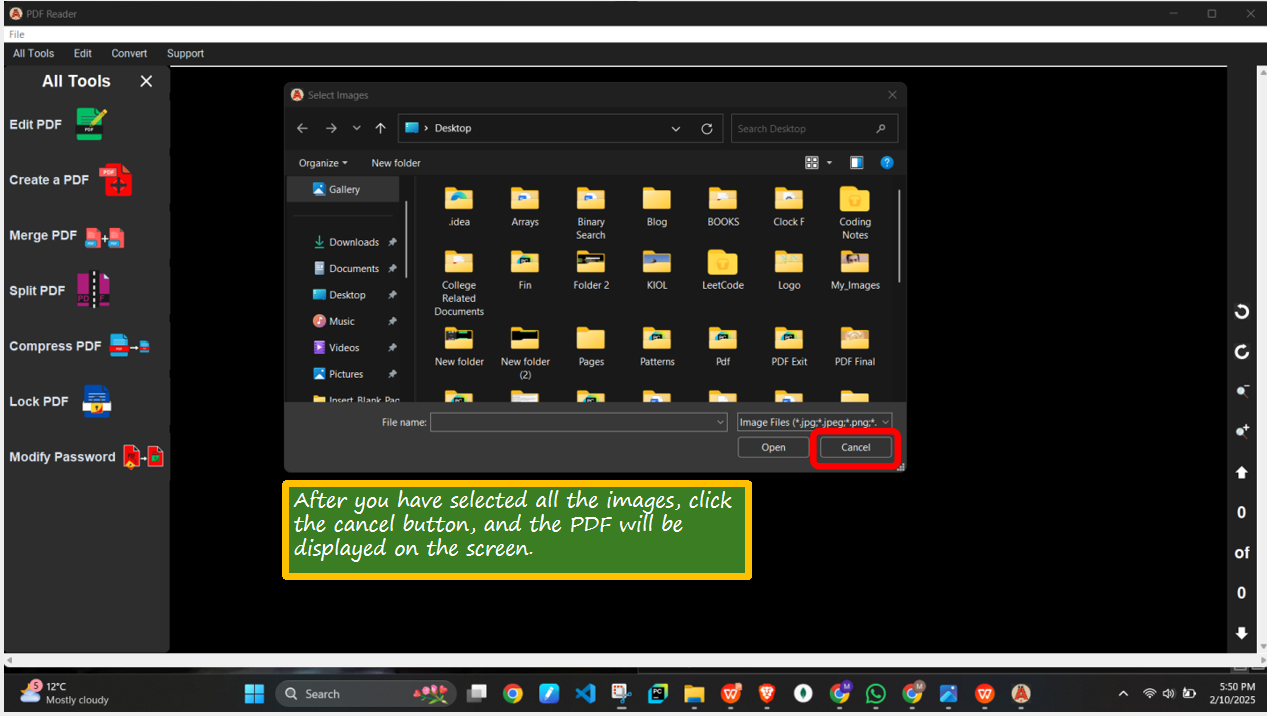 PDF Reader
File
All Tools Edit Convert Support
All Tools
Edit PDF
Create a PDF
Merge PDF
Split PDF
Compress PDF
Lock PDF
Modify Password
Select Images
Desktop
Search Desktop
Organize New folder
Gallery
Downloads
Documents
Desktop
Music
Videos
Pictures
Insert Blank Pag
.idea Arrays Binary Search Blog BOOKS Clock F Coding Notes
College Related Documents Fin Folder 2 KIOL LeetCode Logo My_Images
New folder New folder (2) Pages Patterns Pdf PDF Exit PDF Final
File name: Image Files (*.jpg;*.jpeg;*.png;*.
Open Cancel
After you have selected all the images, click
the cancel button, and the PDF will be
displayed on the screen.
0
of
0
5 12°C
Mostly cloudy
Search
5:50 PM
2/10/2025